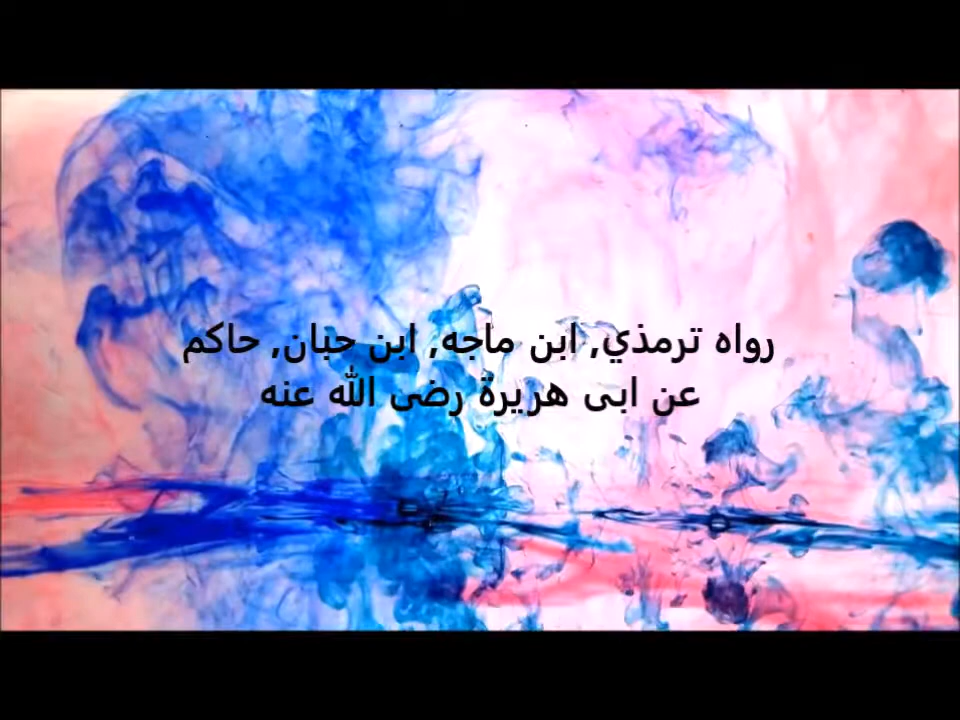 رواه ترمذي, ابن ماجه, ابن حبان, حاكم
عن ابى هريرة رضى الله عنه